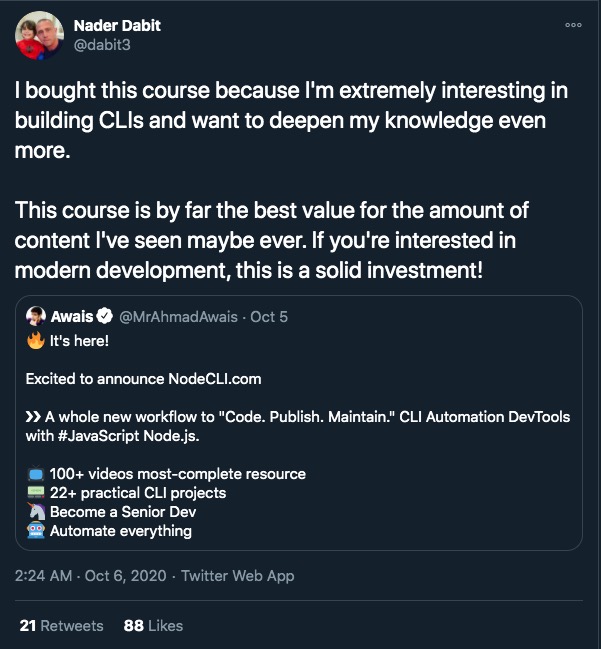 Nader Dabit
@dabit3
I bought this course because I'm extremely interesting in
building CLIs and want to deepen my knowledge even
more.
This course is by far the best value for the amount of
content I've seen maybe ever. If you're interested in
modern development, this is a solid investment!
Awais @MrAhmadAwais · Oct 5
🔥 It's here!
Excited to announce NodeCLI.com
⟫ A whole new workflow to "Code. Publish. Maintain." CLI Automation DevTools
with #JavaScript Node.js.
📺 100+ videos most-complete resource
📟 22+ practical CLI projects
🦄 Become a Senior Dev
🤖 Automate everything
2:24 AM · Oct 6, 2020 · Twitter Web App
21 Retweets 88 Likes